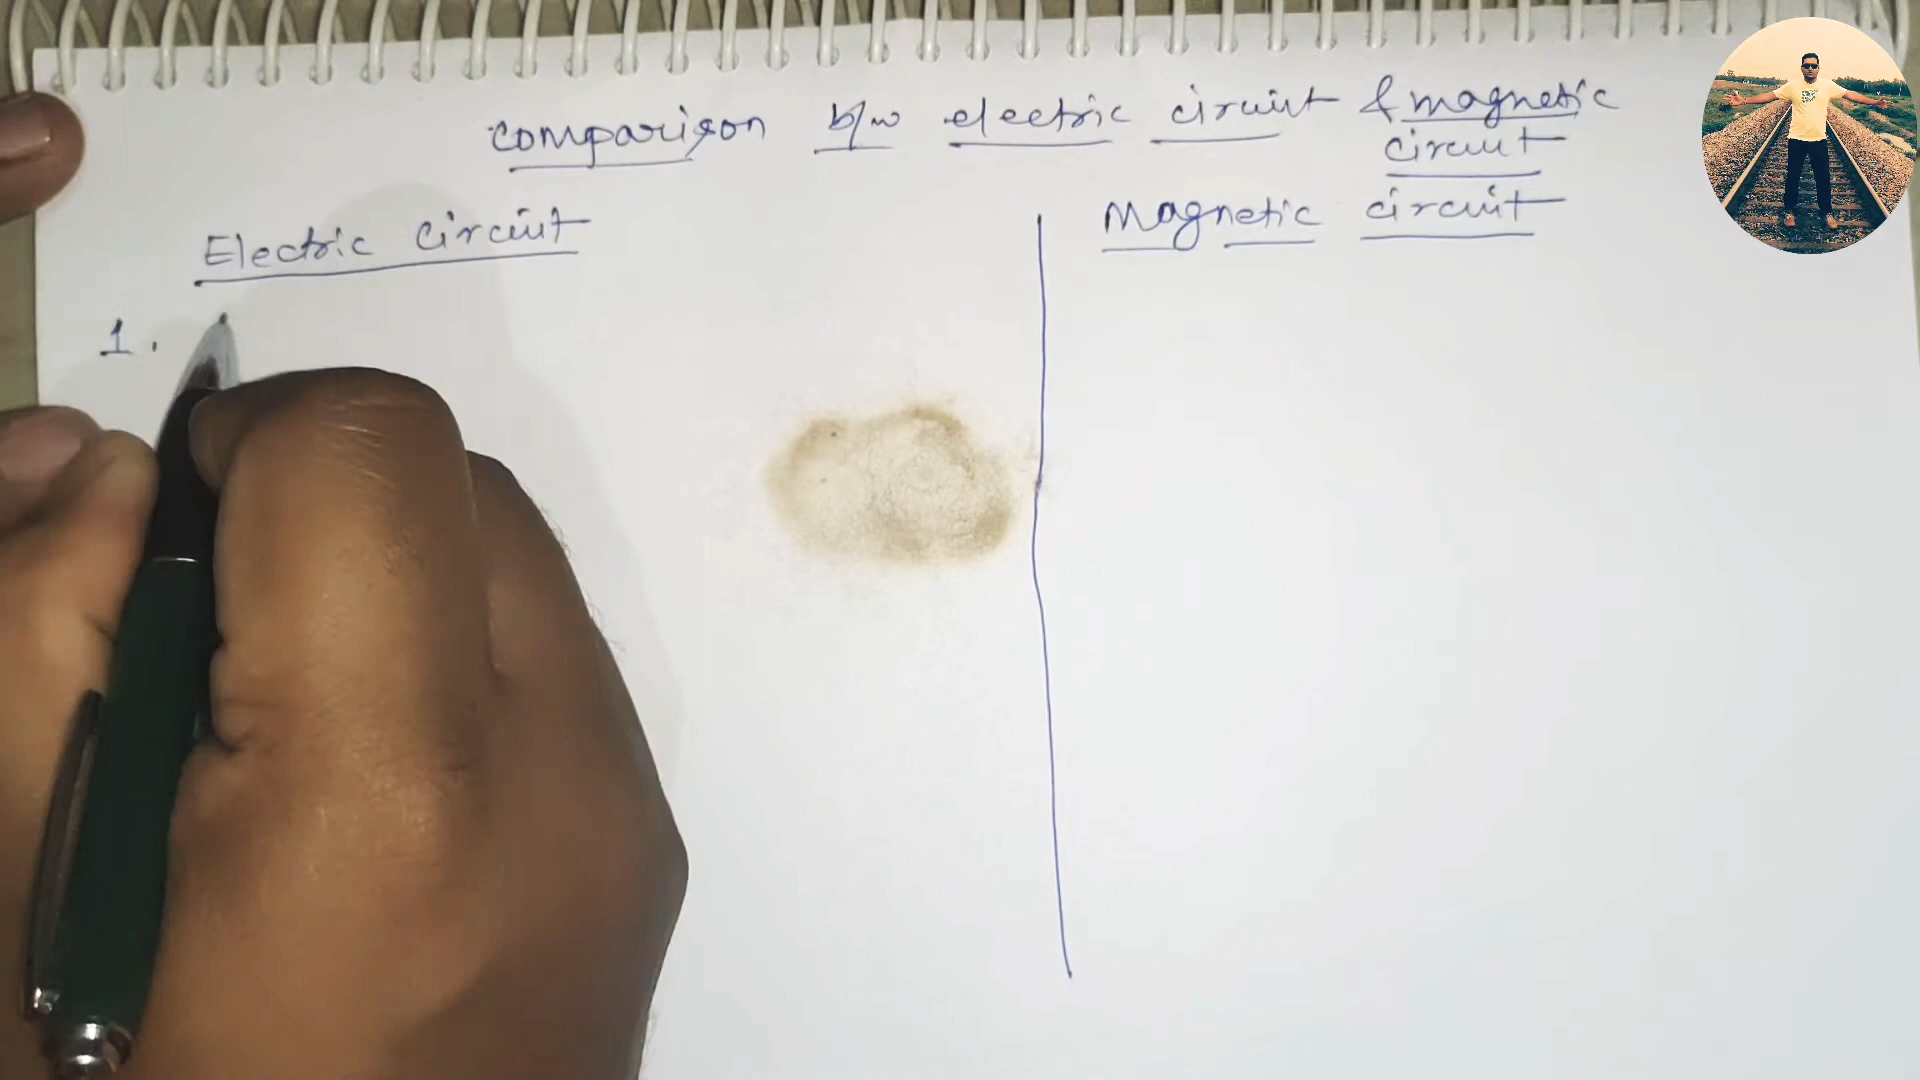 comparison b/w electric circuit & magnetic
circuit
Electric circuit
Magnetic circuit
1.